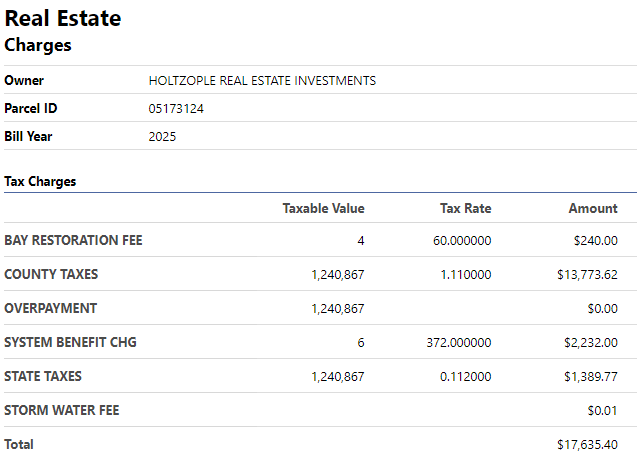 Real Estate
Charges
Owner HOLTZOPLE REAL ESTATE INVESTMENTS
Parcel ID 05173124
Bill Year 2025
Tax Charges
Taxable Value Tax Rate Amount
BAY RESTORATION FEE 4 60.000000 $240.00
COUNTY TAXES 1,240,867 1.110000 $13,773.62
OVERPAYMENT 1,240,867 $0.00
SYSTEM BENEFIT CHG 6 372.000000 $2,232.00
STATE TAXES 1,240,867 0.112000 $1,389.77
STORM WATER FEE $0.01
Total $17,635.40